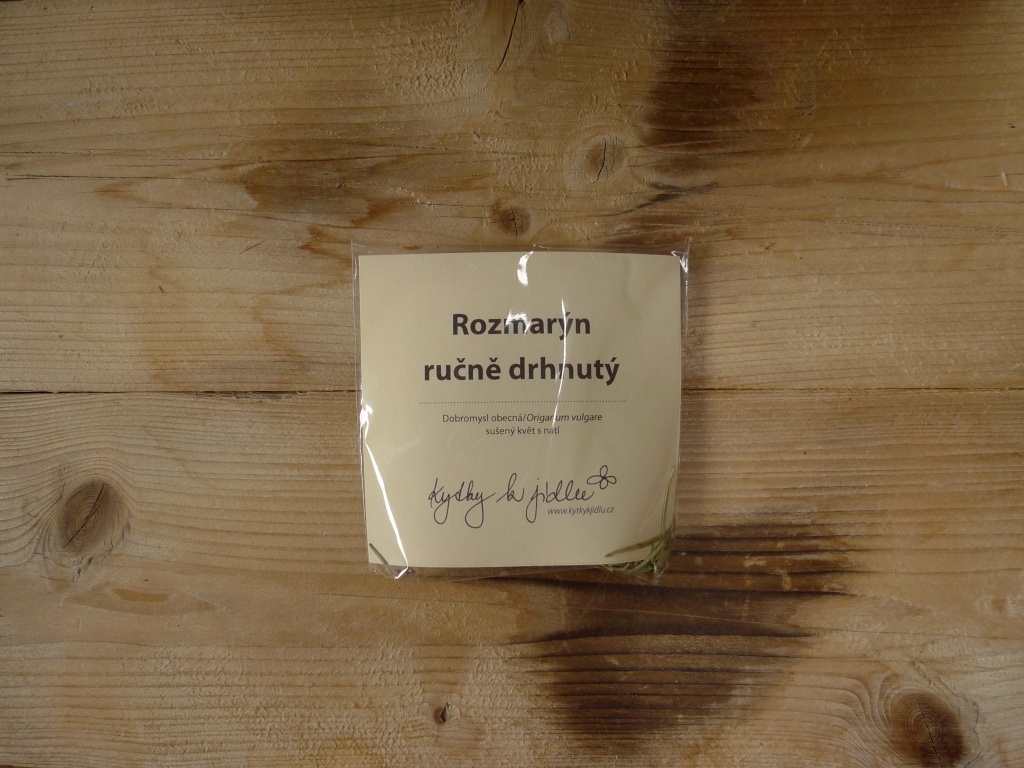 Rozmarýn
ručně drhnutý
Dobromysl obecná/Origanum vulgare
sušený květ s natí
kytky k jídlu
www.kytkykjidlu.cz